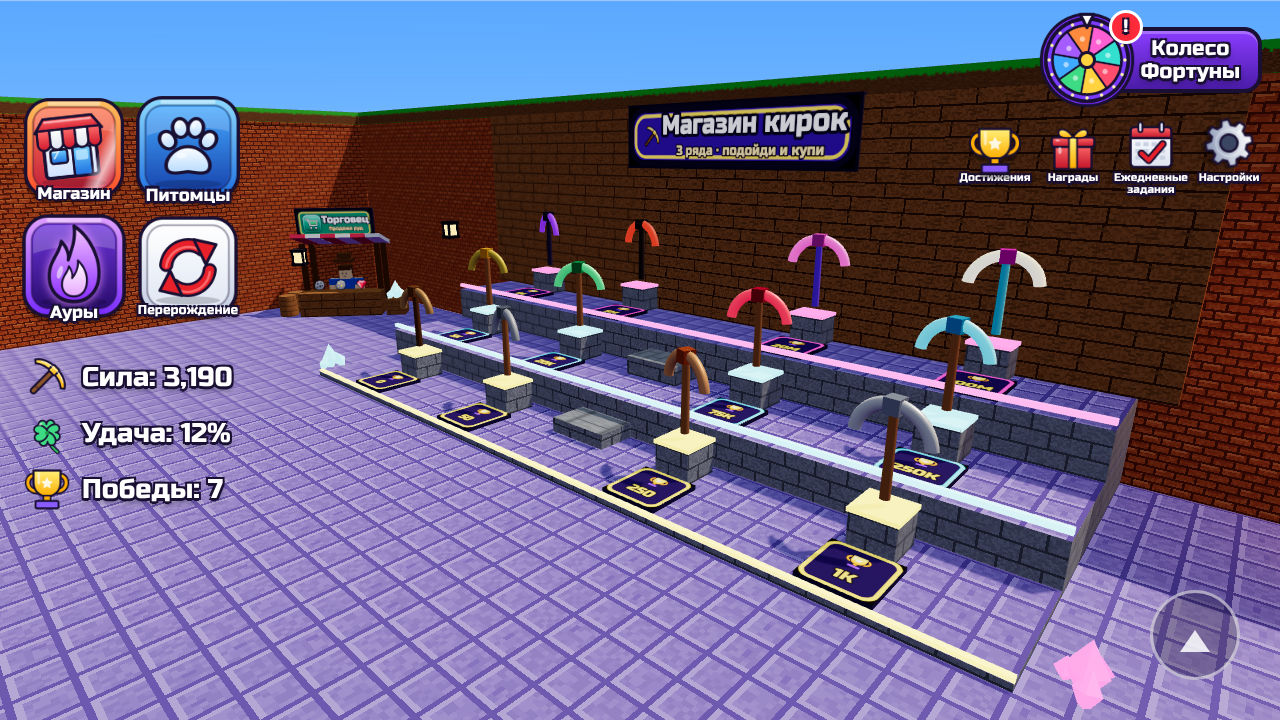 Колесо
Фортуны
Магазин кирок
3 ряда · подойди и купи
Магазин
Питомцы
Достижения
Награды
Ежедневные
задания
Настройки
Торговец
Ауры
Перерождение
Сила: 3,190
Удача: 12%
Победы: 7
75K
250K
250
1K